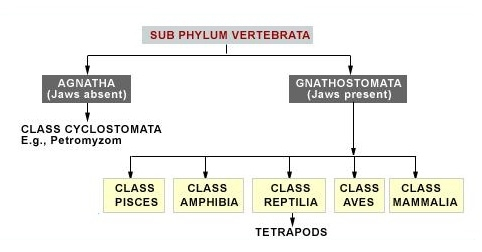 SUB PHYLUM VERTEBRATA
AGNATHA
(Jaws absent)
GNATHOSTOMATA
(Jaws present)
CLASS CYCLOSTOMATA
E.g., Petromyzom
CLASS
PISCES
CLASS
AMPHIBIA
CLASS
REPTILIA
CLASS
AVES
CLASS
MAMMALIA
TETRAPODS